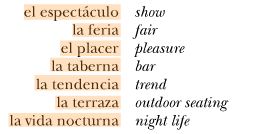 el espectáculo show
la feria fair
el placer pleasure
la taberna bar
la tendencia trend
la terraza outdoor seating
la vida nocturna night life